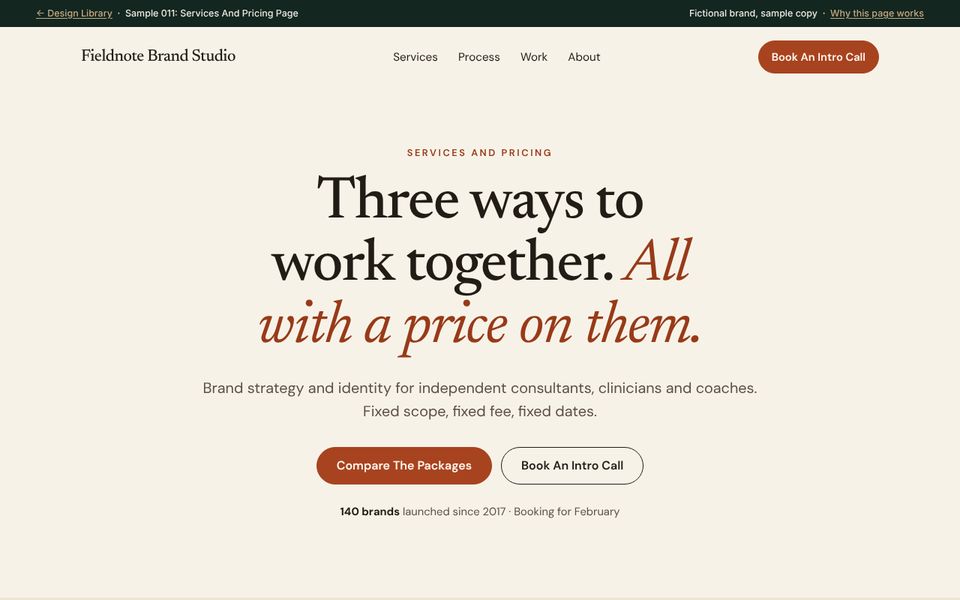 ← Design Library · Sample 011: Services And Pricing Page
Fictional brand, sample copy · Why this page works
Fieldnote Brand Studio
Services Process Work About
Book An Intro Call
SERVICES AND PRICING
Three ways to
work together. All
with a price on them.
Brand strategy and identity for independent consultants, clinicians and coaches.
Fixed scope, fixed fee, fixed dates.
Compare The Packages
Book An Intro Call
140 brands launched since 2017 · Booking for February